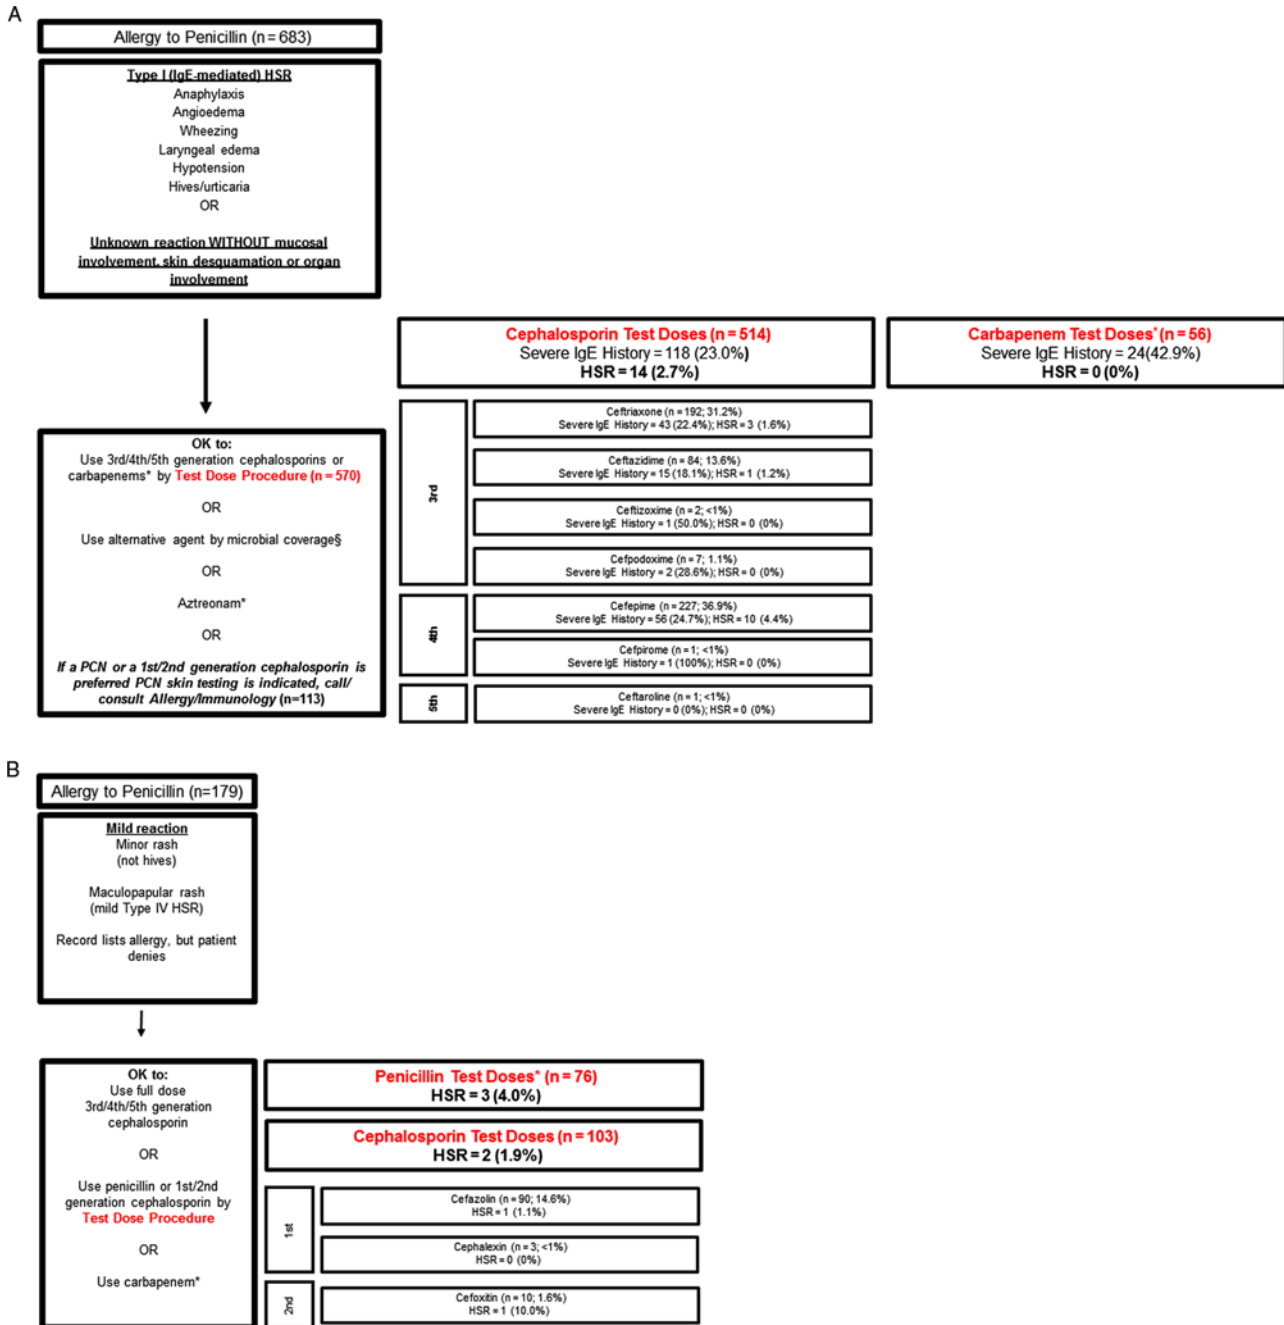 A
Allergy to Penicillin (n = 683)
Type I (IgE-mediated) HSR
Anaphylaxis
Angioedema
Wheezing
Laryngeal edema
Hypotension
Hives/urticaria
OR
Unknown reaction WITHOUT mucosal
involvement, skin desquamation or organ
involvement
Cephalosporin Test Doses (n = 514)
Severe IgE History = 118 (23.0%)
HSR = 14 (2.7%)
Carbapenem Test Doses* (n = 56)
Severe IgE History = 24(42.9%)
HSR = 0 (0%)
OK to:
Use 3rd/4th/5th generation cephalosporins or
carbapenems* by Test Dose Procedure (n = 570)
OR
Use alternative agent by microbial coverage§
OR
Aztreonam*
OR
If a PCN or a 1st/2nd generation cephalosporin is
preferred PCN skin testing is indicated, call/
consult Allergy/Immunology (n=113)
3rd
Ceftriaxone (n = 192; 31.2%)
Severe IgE History = 43 (22.4%); HSR = 3 (1.6%)
Ceftazidime (n = 84; 13.6%)
Severe IgE History = 15 (18.1%); HSR = 1 (1.2%)
Ceftizoxime (n = 2; <1%)
Severe IgE History = 1 (50.0%); HSR = 0 (0%)
Cefpodoxime (n = 7; 1.1%)
Severe IgE History = 2 (28.6%); HSR = 0 (0%)
4th
Cefepime (n = 227; 36.9%)
Severe IgE History = 56 (24.7%); HSR = 10 (4.4%)
Cefpirome (n = 1; <1%)
Severe IgE History = 1 (100%); HSR = 0 (0%)
5th
Ceftaroline (n = 1; <1%)
Severe IgE History = 0 (0%); HSR = 0 (0%)
B
Allergy to Penicillin (n=179)
Mild reaction
Minor rash
(not hives)
Maculopapular rash
(mild Type IV HSR)
Record lists allergy, but patient
denies
OK to:
Use full dose
3rd/4th/5th generation
cephalosporin
OR
Use penicillin or 1st/2nd
generation cephalosporin by
Test Dose Procedure
OR
Use carbapenem*
Penicillin Test Doses* (n = 76)
HSR = 3 (4.0%)
Cephalosporin Test Doses (n = 103)
HSR = 2 (1.9%)
1st
Cefazolin (n = 90; 14.6%)
HSR = 1 (1.1%)
Cephalexin (n = 3; <1%)
HSR = 0 (0%)
2nd
Cefoxitin (n = 10; 1.6%)
HSR = 1 (10.0%)